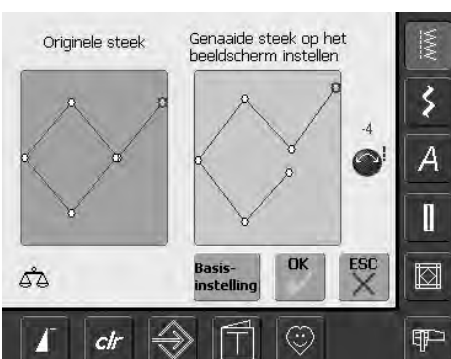 Originele steek
Genaaide steek op het
beeldscherm instellen
-4
A
Basis-
instelling
OK
ESC
clr
T